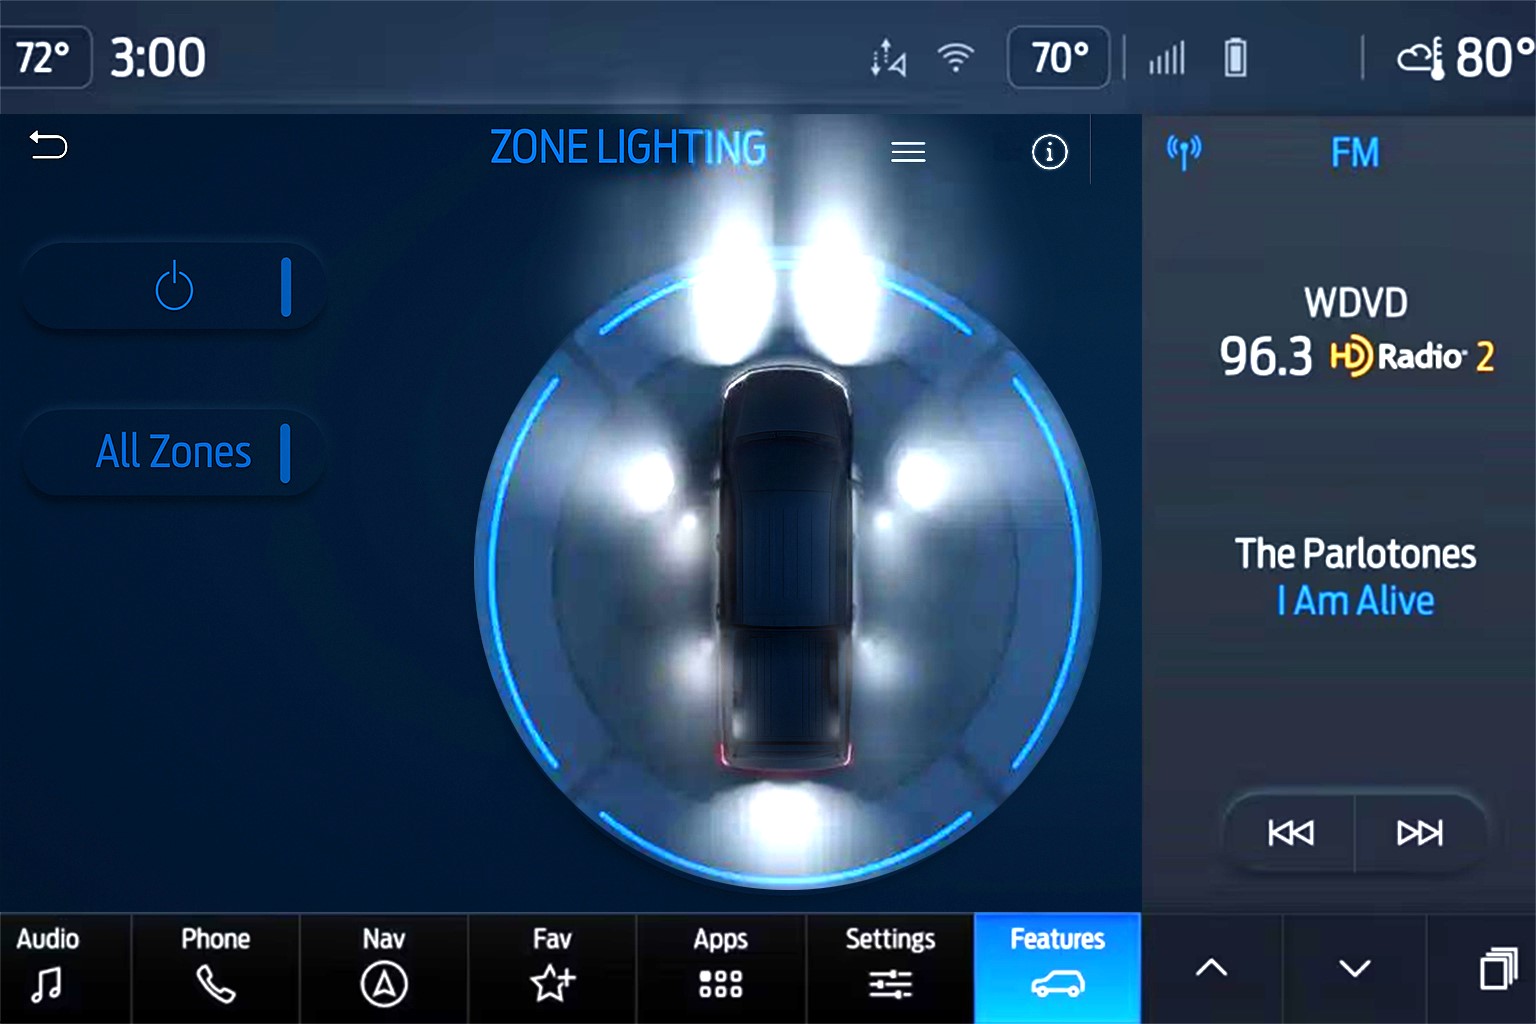 72° 3:00 70° 80°
ZONE LIGHTING
All Zones
FM
WDVD
96.3 HD Radio 2
The Parlotones
I Am Alive
Audio Phone Nav Fav Apps Settings Features